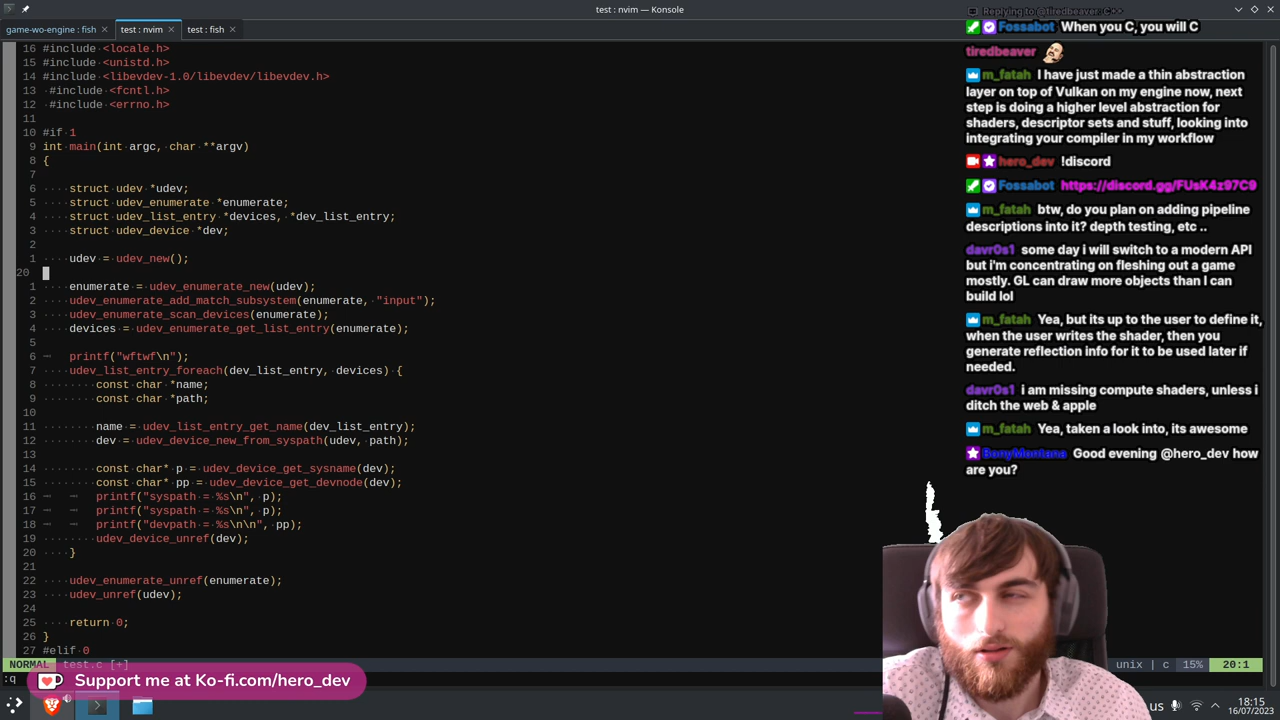 test : nvim — Konsole
game-wo-engine : fish
test : nvim
test : fish
16 #include <locale.h>
15 #include <unistd.h>
14 #include <libevdev-1.0/libevdev/libevdev.h>
13 #include <fcntl.h>
12 #include <errno.h>
11
10 #if 1
9 int main(int argc, char **argv)
8 {
7
6 struct udev *udev;
5 struct udev_enumerate *enumerate;
4 struct udev_list_entry *devices, *dev_list_entry;
3 struct udev_device *dev;
2
1 udev = udev_new();
20
1 enumerate = udev_enumerate_new(udev);
2 udev_enumerate_add_match_subsystem(enumerate, "input");
3 udev_enumerate_scan_devices(enumerate);
4 devices = udev_enumerate_get_list_entry(enumerate);
5
6 printf("wftwf\n");
7 udev_list_entry_foreach(dev_list_entry, devices) {
8 const char *name;
9 const char *path;
10
11 name = udev_list_entry_get_name(dev_list_entry);
12 dev = udev_device_new_from_syspath(udev, path);
13
14 const char* p = udev_device_get_sysname(dev);
15 const char* pp = udev_device_get_devnode(dev);
16 printf("syspath = %s\n", p);
17 printf("syspath = %s\n", p);
18 printf("devpath = %s\n\n", pp);
19 udev_device_unref(dev);
20 }
21
22 udev_enumerate_unref(enumerate);
23 udev_unref(udev);
24
25 return 0;
26 }
27 #elif 0
NORMAL test.c [+]
unix | c 15% 20:1
:q
Support me at Ko-fi.com/hero_dev
us
18:15
16/07/2023
Replying to @tiredbeaver: C++
Fossabot When you C, you will C
tiredbeaver
m_fatah I have just made a thin abstraction
layer on top of Vulkan on my engine now, next
step is doing a higher level abstraction for
shaders, descriptor sets and stuff, looking into
integrating your compiler in my workflow
hero_dev !discord
Fossabot https://discord.gg/FUsK4z97C9
m_fatah btw, do you plan on adding pipeline
descriptions into it? depth testing, etc ..
davr0s1 some day i will switch to a modern API
but i'm concentrating on fleshing out a game
mostly. GL can draw more objects than I can
build lol
m_fatah Yea, but its up to the user to define it,
when the user writes the shader, then you
generate reflection info for it to be used later if
needed.
davr0s1 i am missing compute shaders, unless i
ditch the web & apple
m_fatah Yea, taken a look into, its awesome
BonyMontana Good evening @hero_dev how
are you?